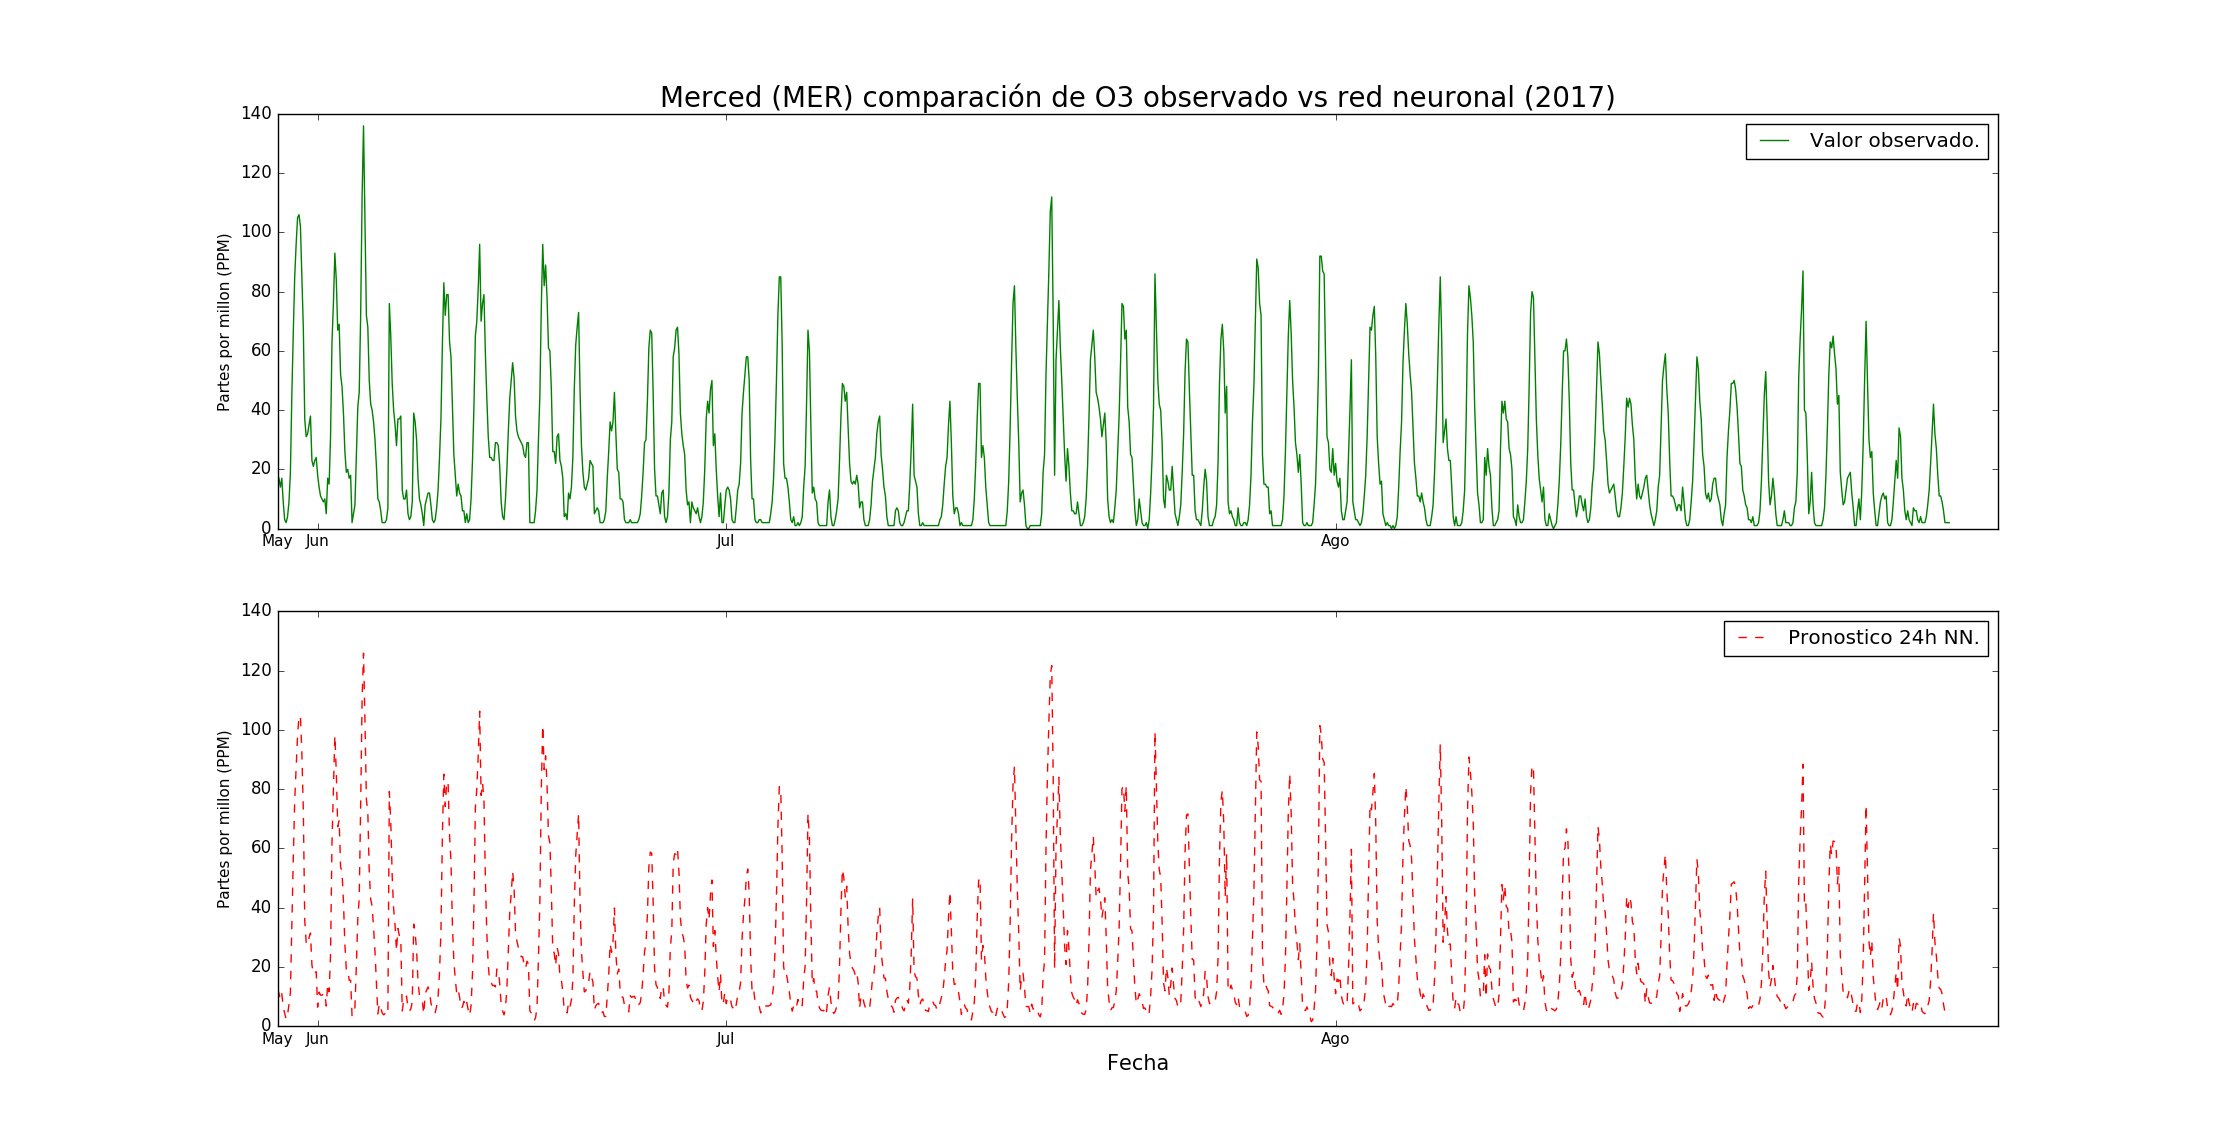 Merced (MER) comparación de O3 observado vs red neuronal (2017)
140
120
100
80
60
40
20
0
Partes por millon (PPM)
Valor observado.
May Jun Jul Ago
140
120
100
80
60
40
20
0
Partes por millon (PPM)
Pronostico 24h NN.
May Jun Jul Ago
Fecha